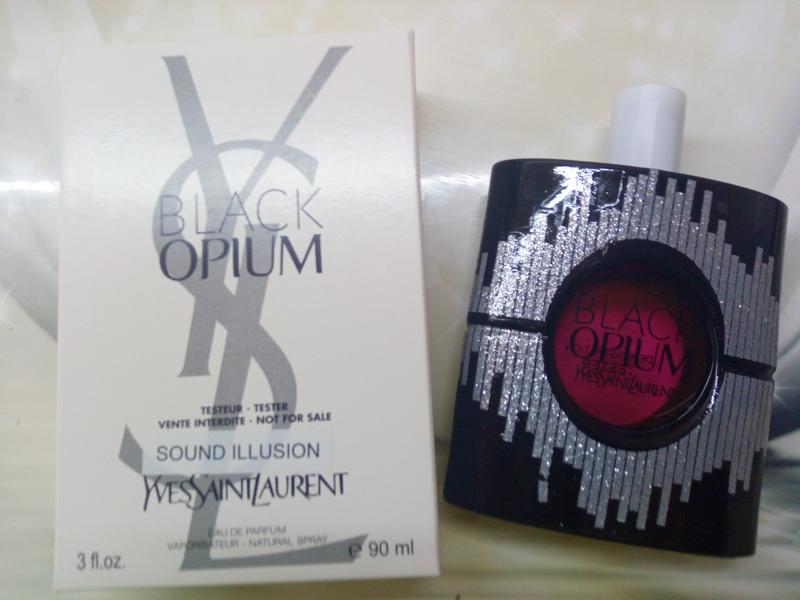 BLACK
OPIUM
TESTEUR - TESTER
VENTE INTERDITE - NOT FOR SALE
SOUND ILLUSION
YVESSAINTLAURENT
EAU DE PARFUM
VAPORISATEUR - NATURAL SPRAY
3 fl.oz.
e 90 ml
BLACK
OPIUM
YVESSAINTLAURENT